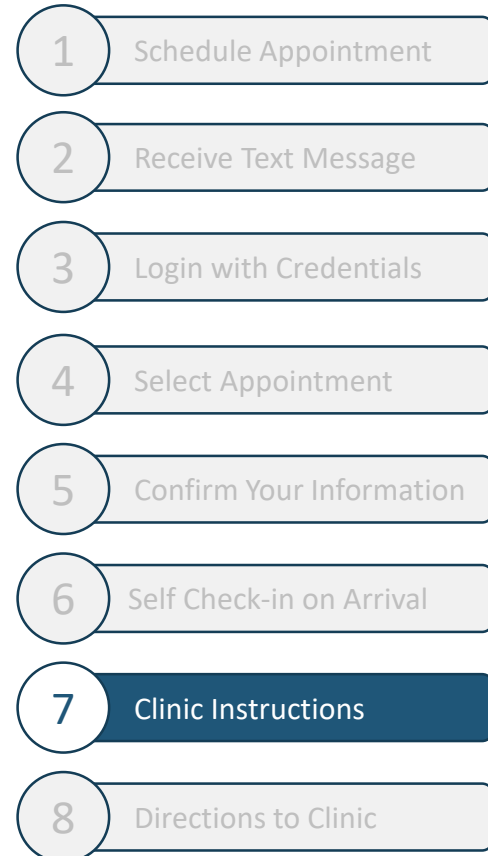 1 Schedule Appointment
2 Receive Text Message
3 Login with Credentials
4 Select Appointment
5 Confirm Your Information
6 Self Check-in on Arrival
7 Clinic Instructions
8 Directions to Clinic